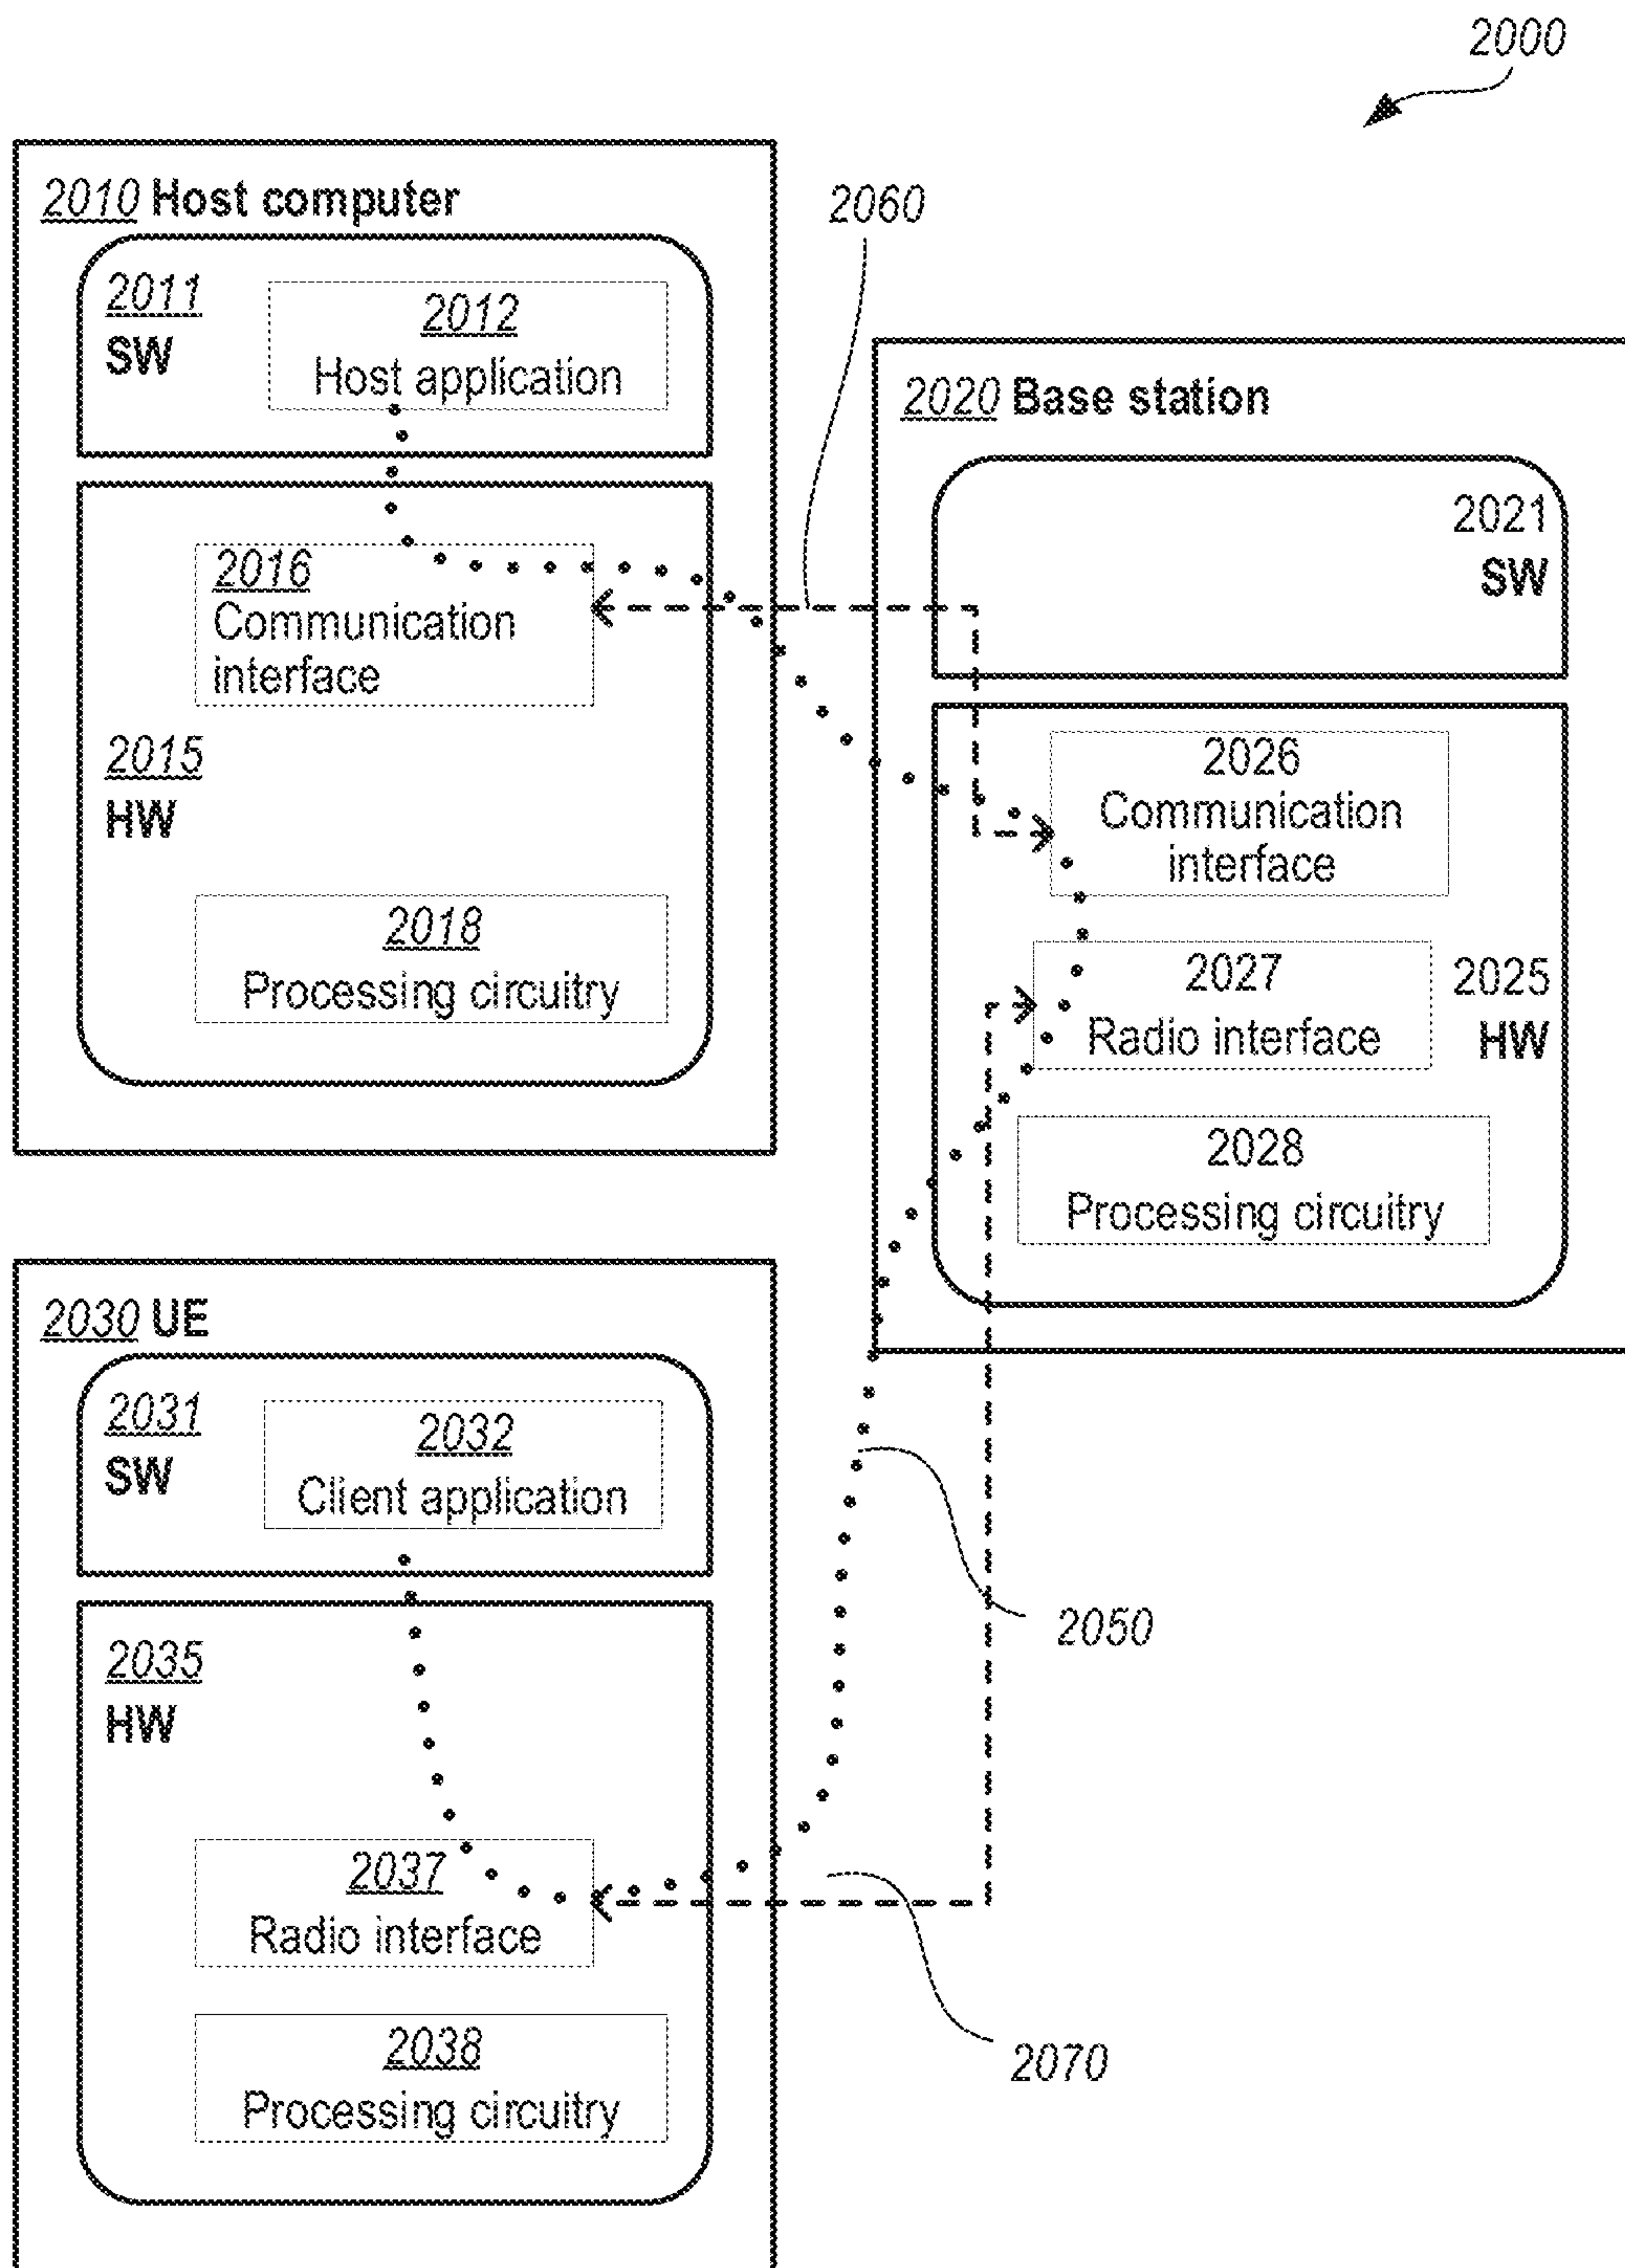 2000
2010 Host computer
2011
SW
2012
Host application
2016
Communication
interface
2015
HW
2018
Processing circuitry
2060
2020 Base station
2021
SW
2026
Communication
interface
2027
Radio interface
2025
HW
2028
Processing circuitry
2030 UE
2031
SW
2032
Client application
2035
HW
2037
Radio interface
2038
Processing circuitry
2050
2070